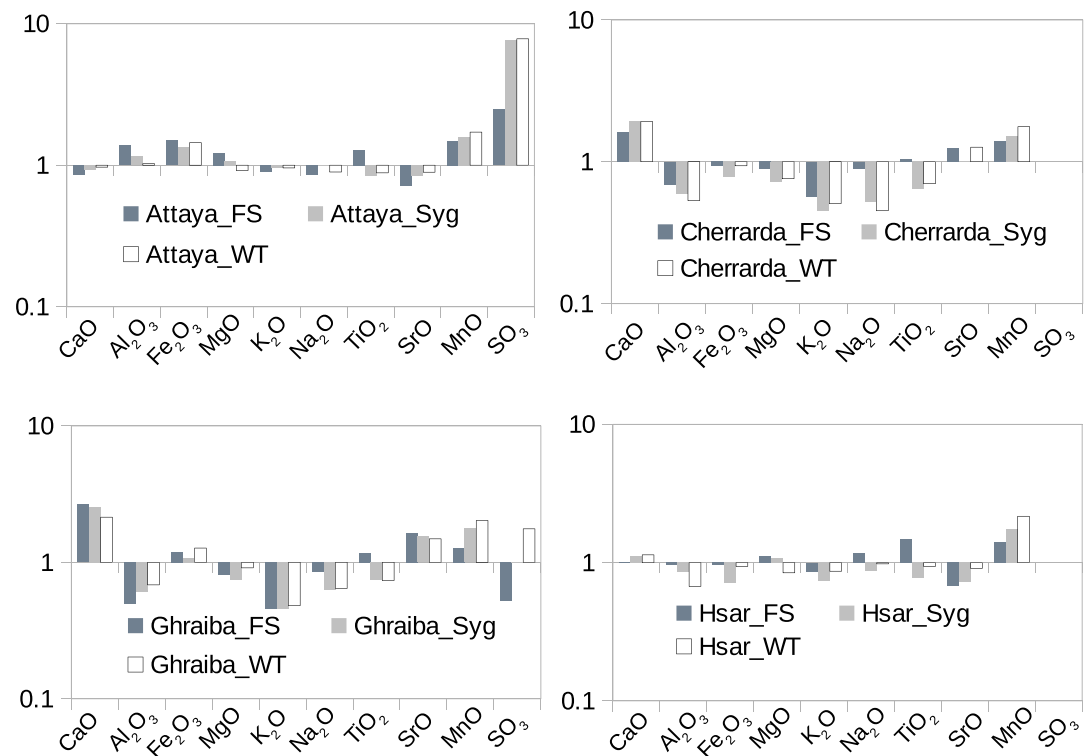 10
1
0.1
Attaya_FS Attaya_Syg
Attaya_WT
CaO Al₂O₃ Fe₂O₃ MgO K₂O Na₂O TiO₂ SrO MnO SO₃
10
1
0.1
Cherrarda_FS Cherrarda_Syg
Cherrarda_WT
CaO Al₂O₃ Fe₂O₃ MgO K₂O Na₂O TiO₂ SrO MnO SO₃
10
1
0.1
Ghraiba_FS Ghraiba_Syg
Ghraiba_WT
CaO Al₂O₃ Fe₂O₃ MgO K₂O Na₂O TiO₂ SrO MnO SO₃
10
1
0.1
Hsar_FS Hsar_Syg
Hsar_WT
CaO Al₂O₃ Fe₂O₃ MgO K₂O Na₂O TiO₂ SrO MnO SO₃